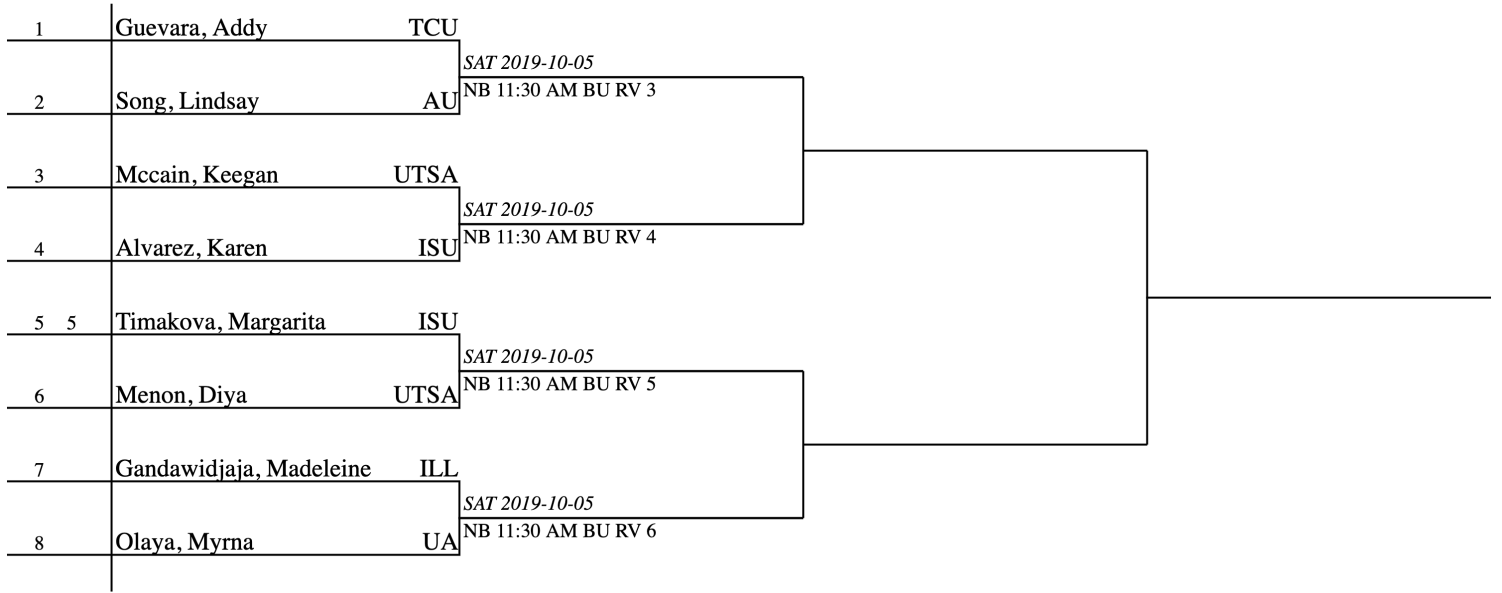 1 Guevara, Addy TCU
SAT 2019-10-05
NB 11:30 AM BU RV 3
2 Song, Lindsay AU
3 Mccain, Keegan UTSA
SAT 2019-10-05
NB 11:30 AM BU RV 4
4 Alvarez, Karen ISU
5 5 Timakova, Margarita ISU
SAT 2019-10-05
NB 11:30 AM BU RV 5
6 Menon, Diya UTSA
7 Gandawidjaja, Madeleine ILL
SAT 2019-10-05
NB 11:30 AM BU RV 6
8 Olaya, Myrna UA